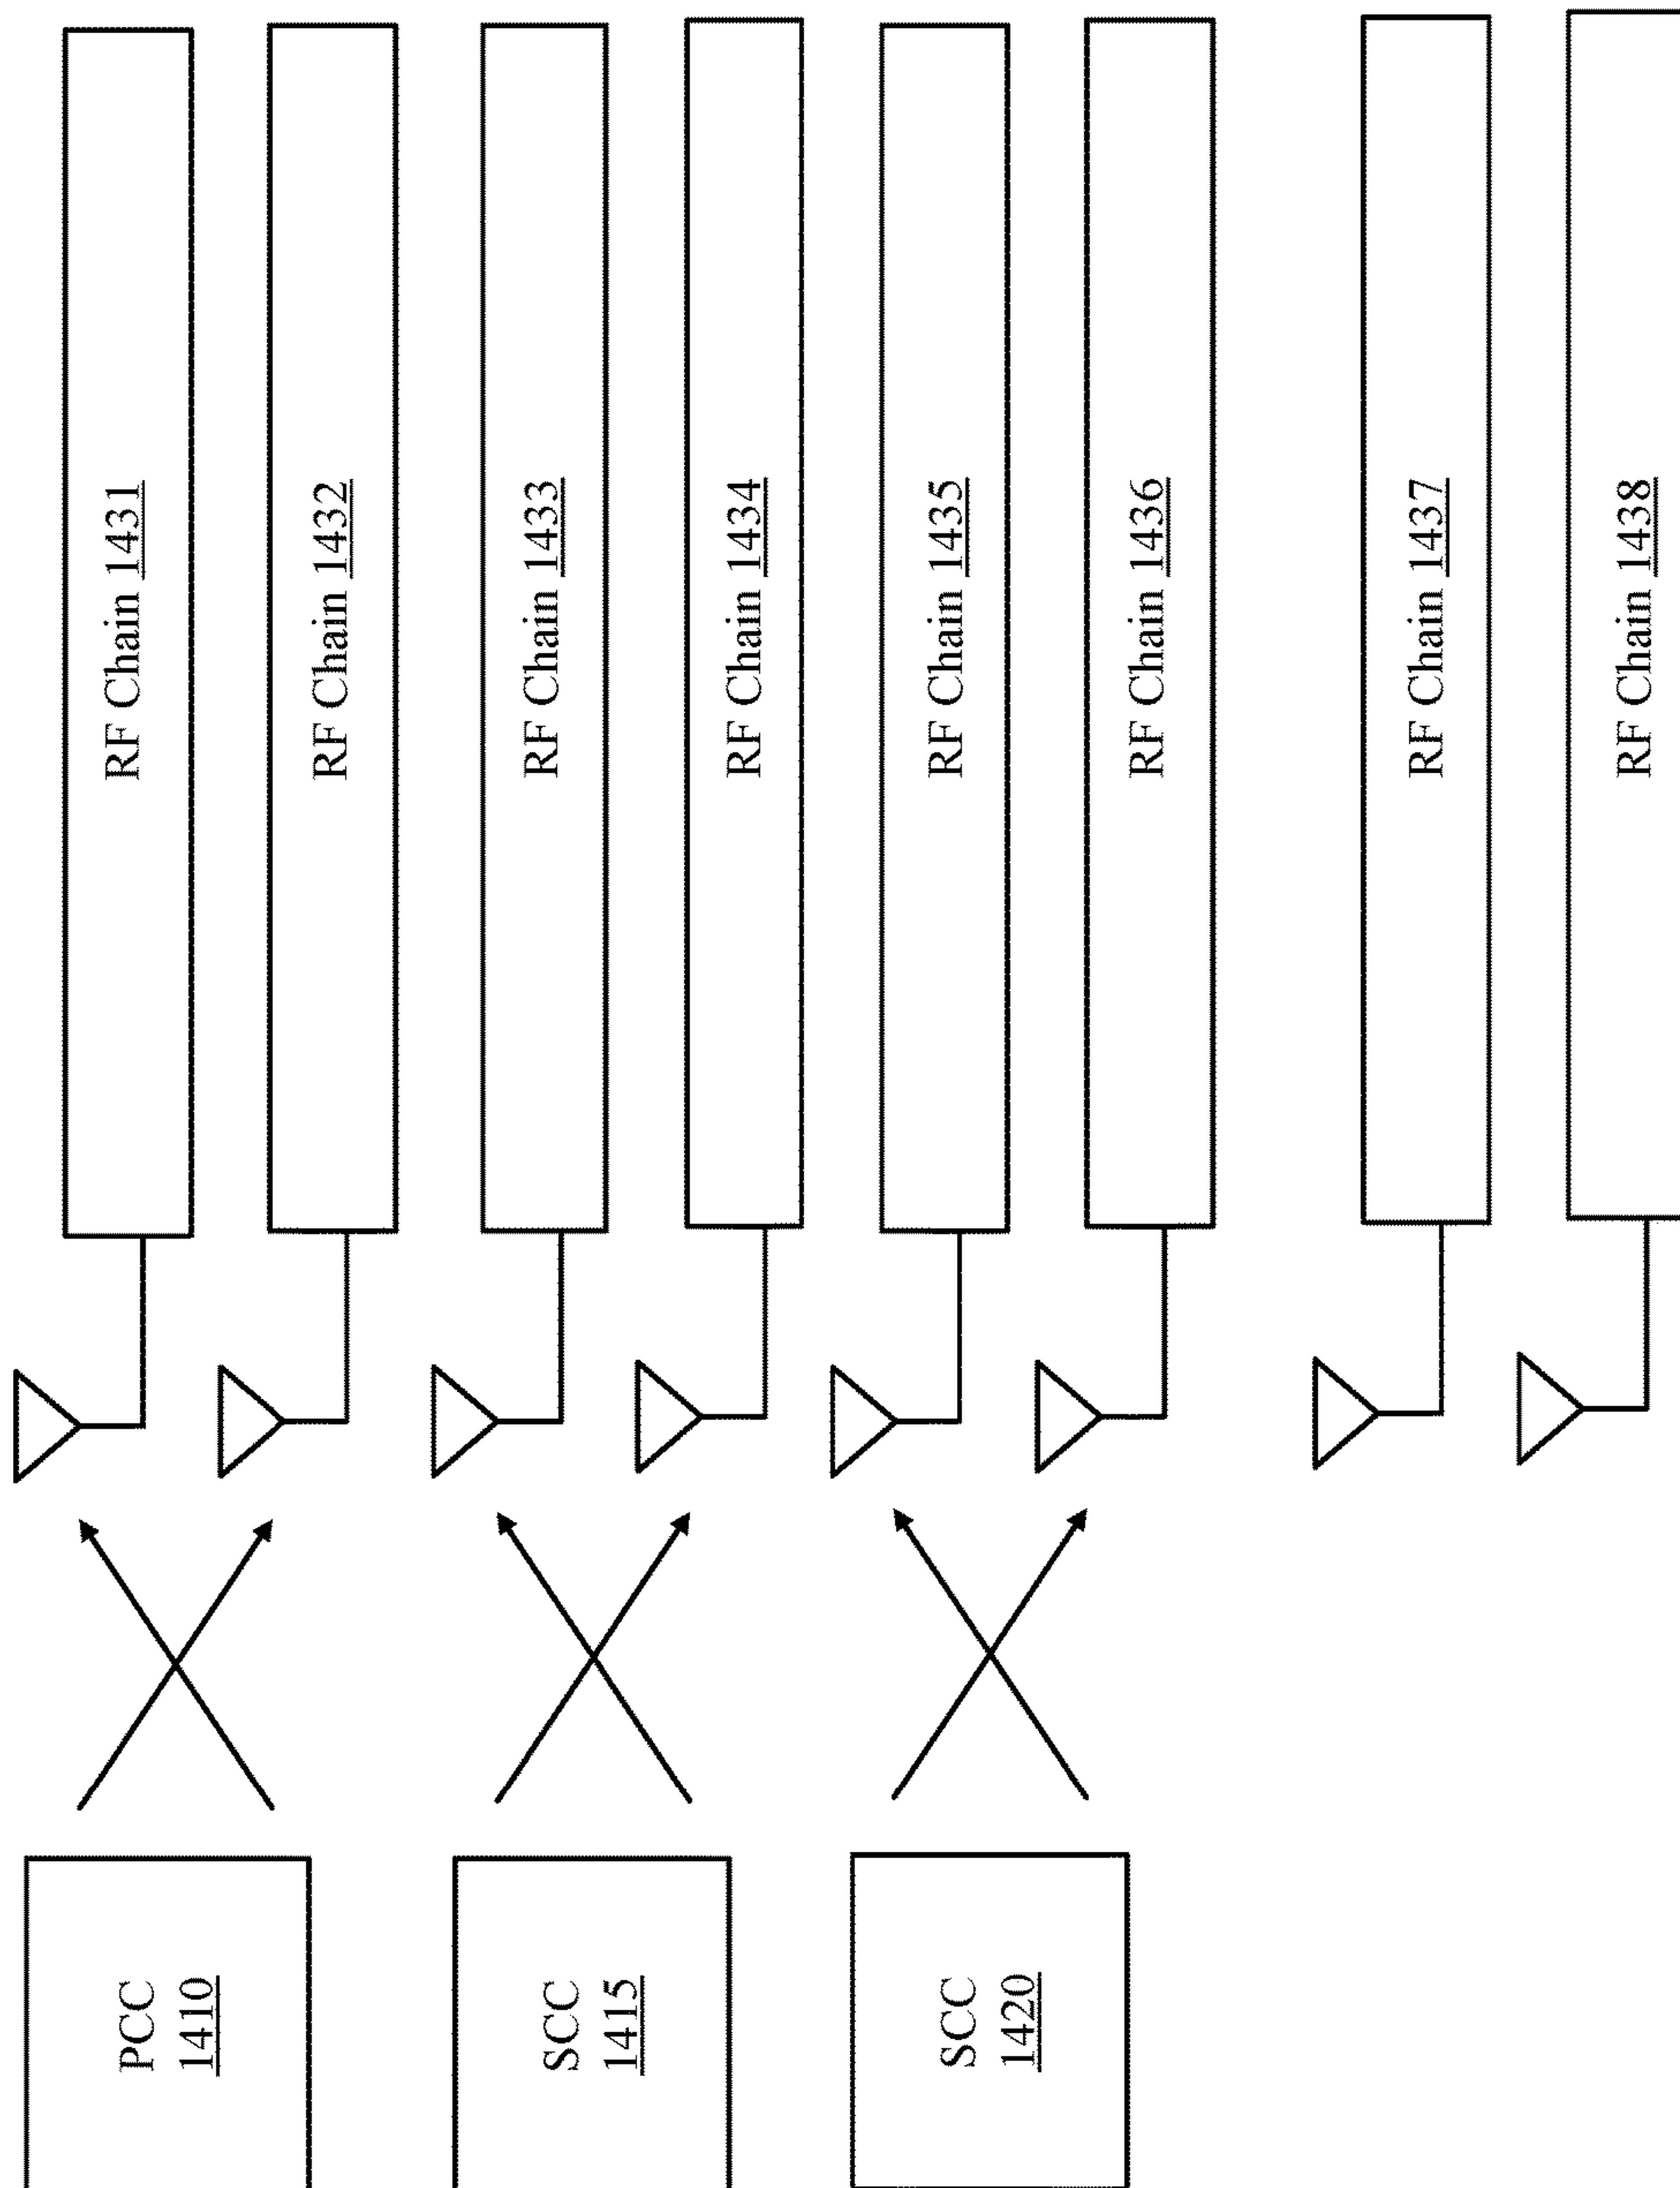 RF Chain 1431
RF Chain 1432
RF Chain 1433
RF Chain 1434
RF Chain 1435
RF Chain 1436
RF Chain 1437
RF Chain 1438
PCC
1410
SCC
1415
SCC
1420